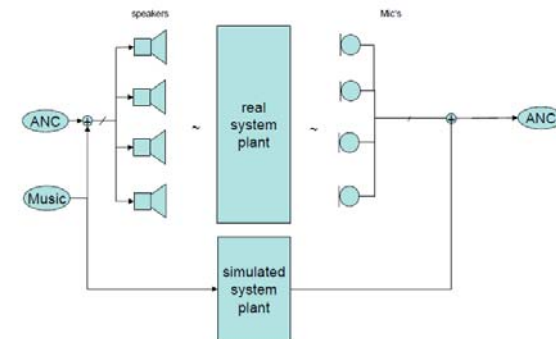 speakers
Mic's
ANC
real
system
plant
ANC
~
~
Music
simulated
system
plant